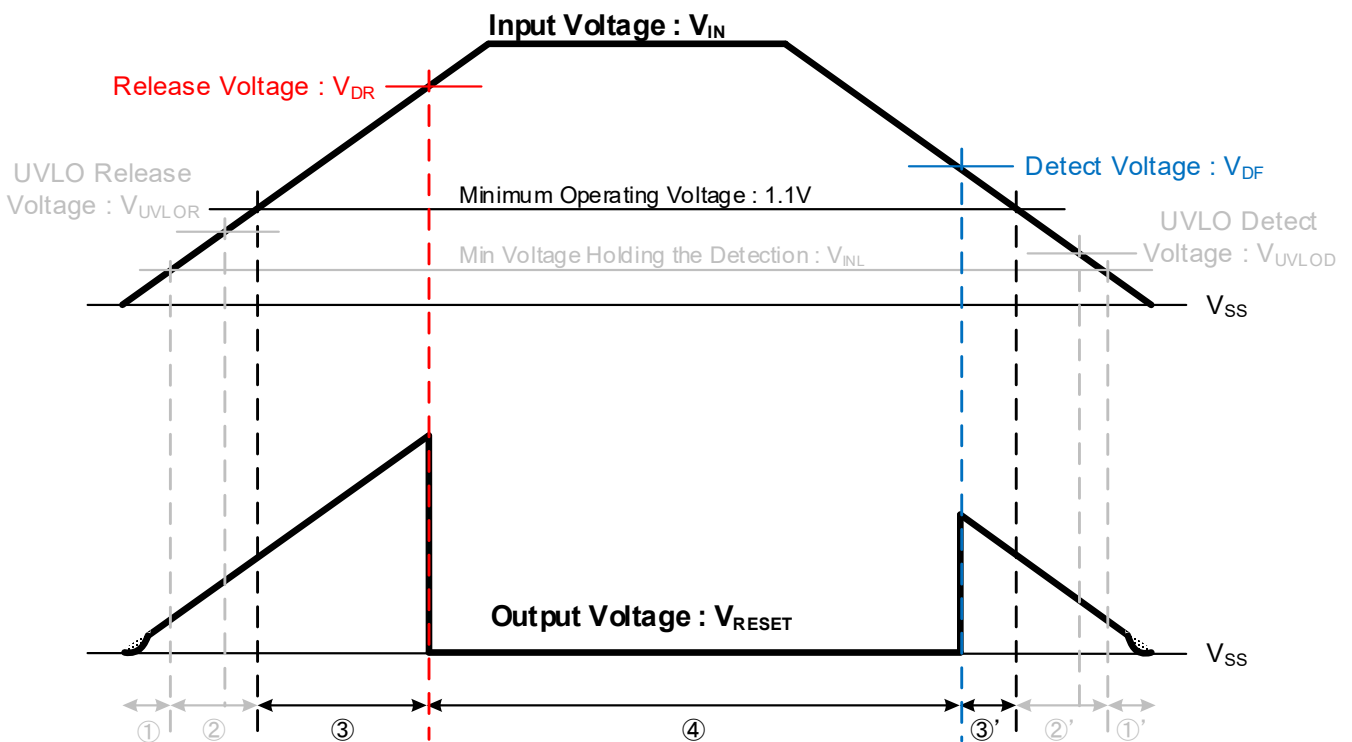 Input Voltage : VIN
Release Voltage : VDR
UVLO Release
Voltage : VUVLOR
Detect Voltage : VDF
Minimum Operating Voltage : 1.1V
UVLO Detect
Voltage : VUVLOD
Min Voltage Holding the Detection : VINL
VSS
Output Voltage : VRESET
VSS
① ② ③ ④ ③’ ②’ ①’